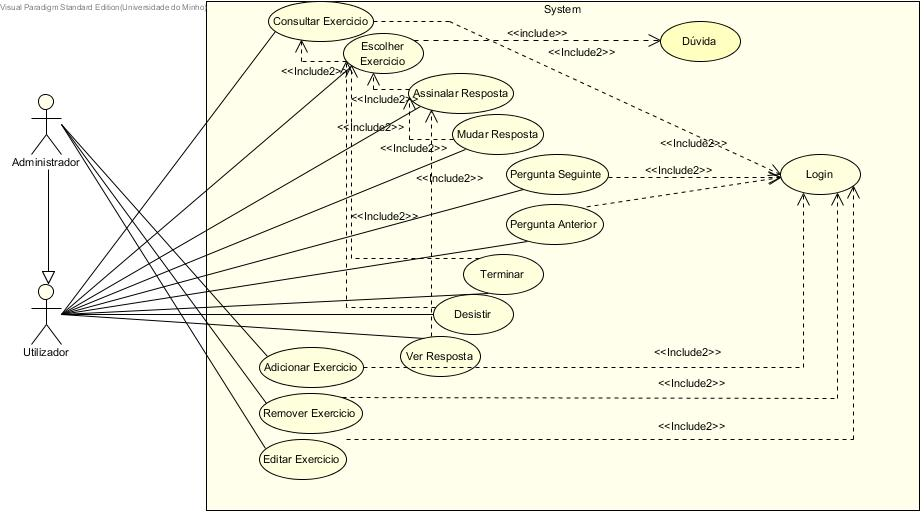 Visual Paradigm Standard Edition(Universidade do Minho)
System
Consultar Exercicio
<<include>>
Dúvida
Escolher
Exercicio
<<Include2>>
<<Include2>>
Assinalar Resposta
<<Include2>>
<<Include2>>
Mudar Resposta
<<Include2>>
<<Include2>>
Administrador
Pergunta Seguinte
<<Include2>>
Login
<<Include2>>
<<Include2>>
Pergunta Anterior
Terminar
Desistir
Utilizador
Ver Resposta
<<Include2>>
Adicionar Exercicio
<<Include2>>
Remover Exercicio
<<Include2>>
Editar Exercicio